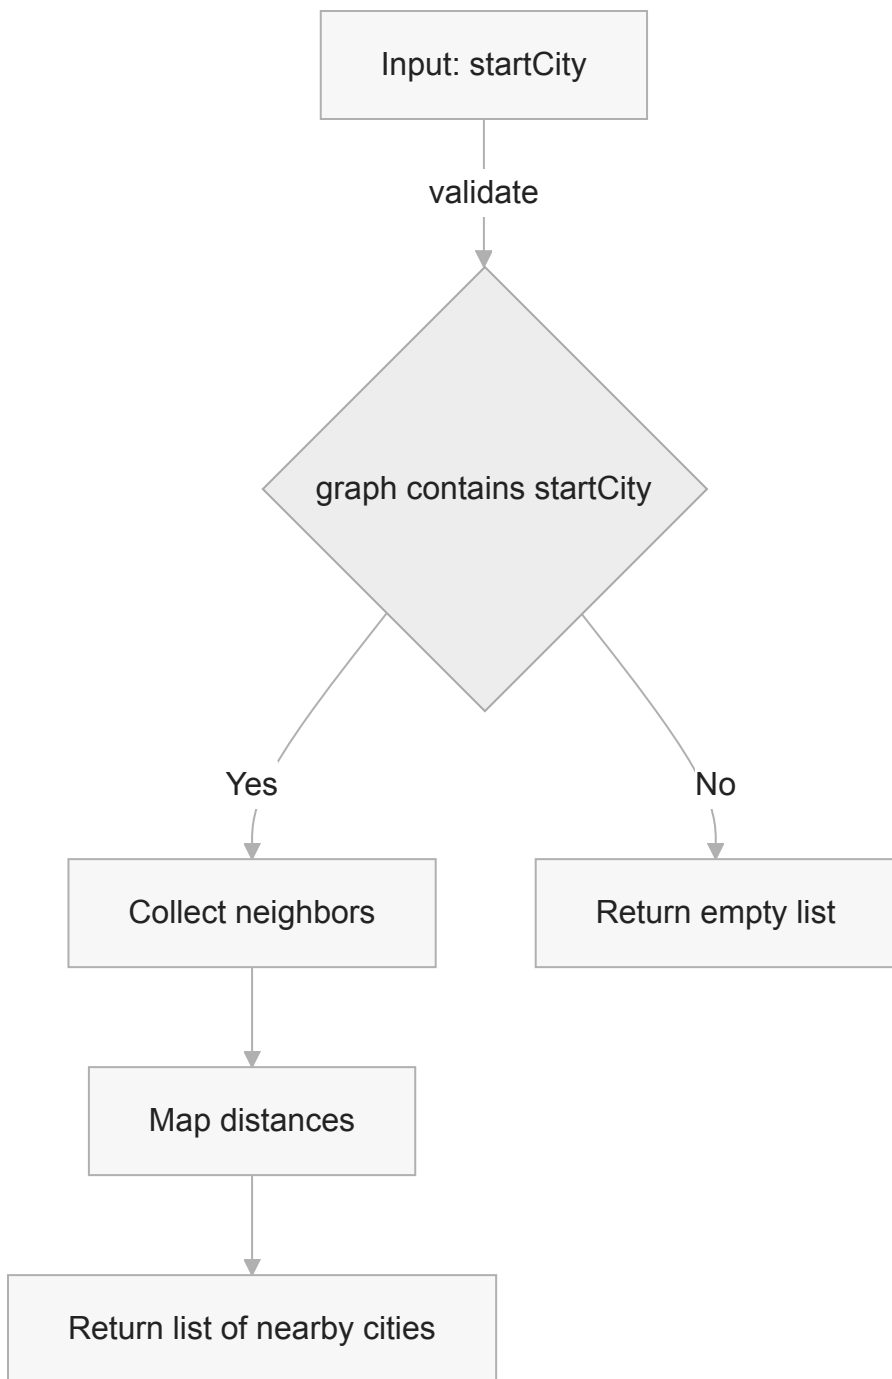 Input: startCity
validate
graph contains startCity
Yes
No
Collect neighbors
Return empty list
Map distances
Return list of nearby cities